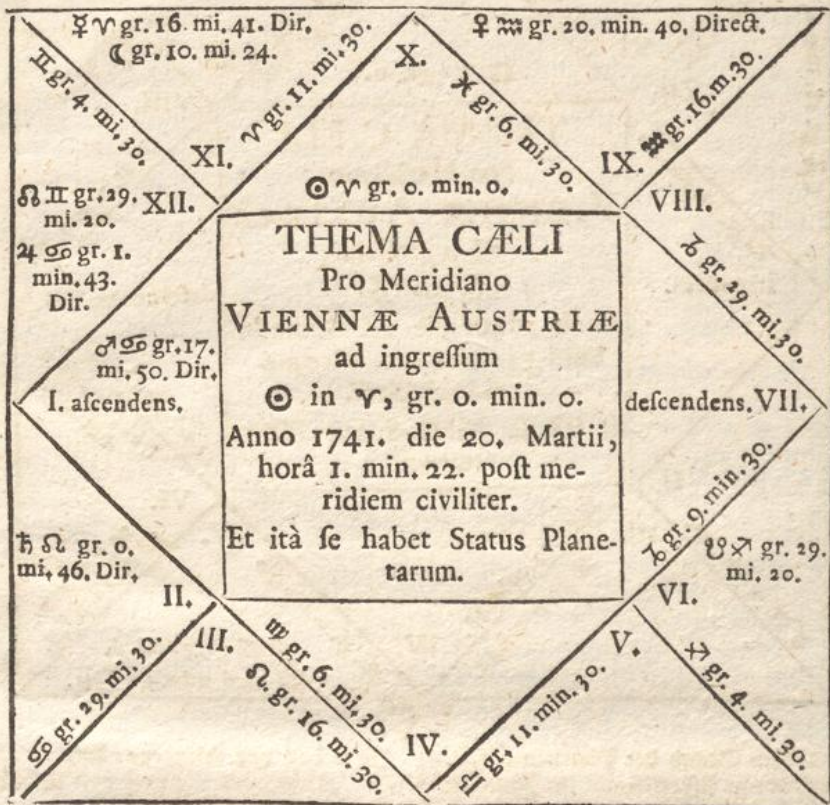 ☿ ♈ gr. 16. mi. 41. Dir.
☾ gr. 10. mi. 24.
♀ ♒ gr. 20. min. 40. Direct.
♊ gr. 4. mi. 30.
XI.
♈ gr. 11. mi. 30.
X.
♓ gr. 6. mi. 30.
IX.
♒ gr. 16. m. 30.
☊ ♊ gr. 29.
mi. 20.
♃ ♋ gr. 1.
min. 43.
Dir.
XII.
☉ ♈ gr. 0. min. 0.
VIII.
♑ gr. 29. mi. 30.
♂ ♋ gr. 17.
mi. 50. Dir.
I. aſcendens.
THEMA CÆLI
Pro Meridiano
VIENNÆ AUSTRIÆ
ad ingreſſum
☉ in ♈, gr. 0. min. 0.
Anno 1741. die 20. Martii,
horâ 1. min. 22. poſt me-
ridiem civiliter.
Et ità ſe habet Status Plane-
tarum.
deſcendens. VII.
♑ gr. 9. min. 30.
♄ ♌ gr. 0.
mi. 46. Dir.
II.
☋ ♐ gr. 29.
mi. 20.
VI.
♋ gr. 29. mi. 30.
III.
♍ gr. 6. mi. 30.
♌ gr. 16. mi. 30.
IV.
♎ gr. 11. min. 30.
V.
♐ gr. 4. mi. 30.